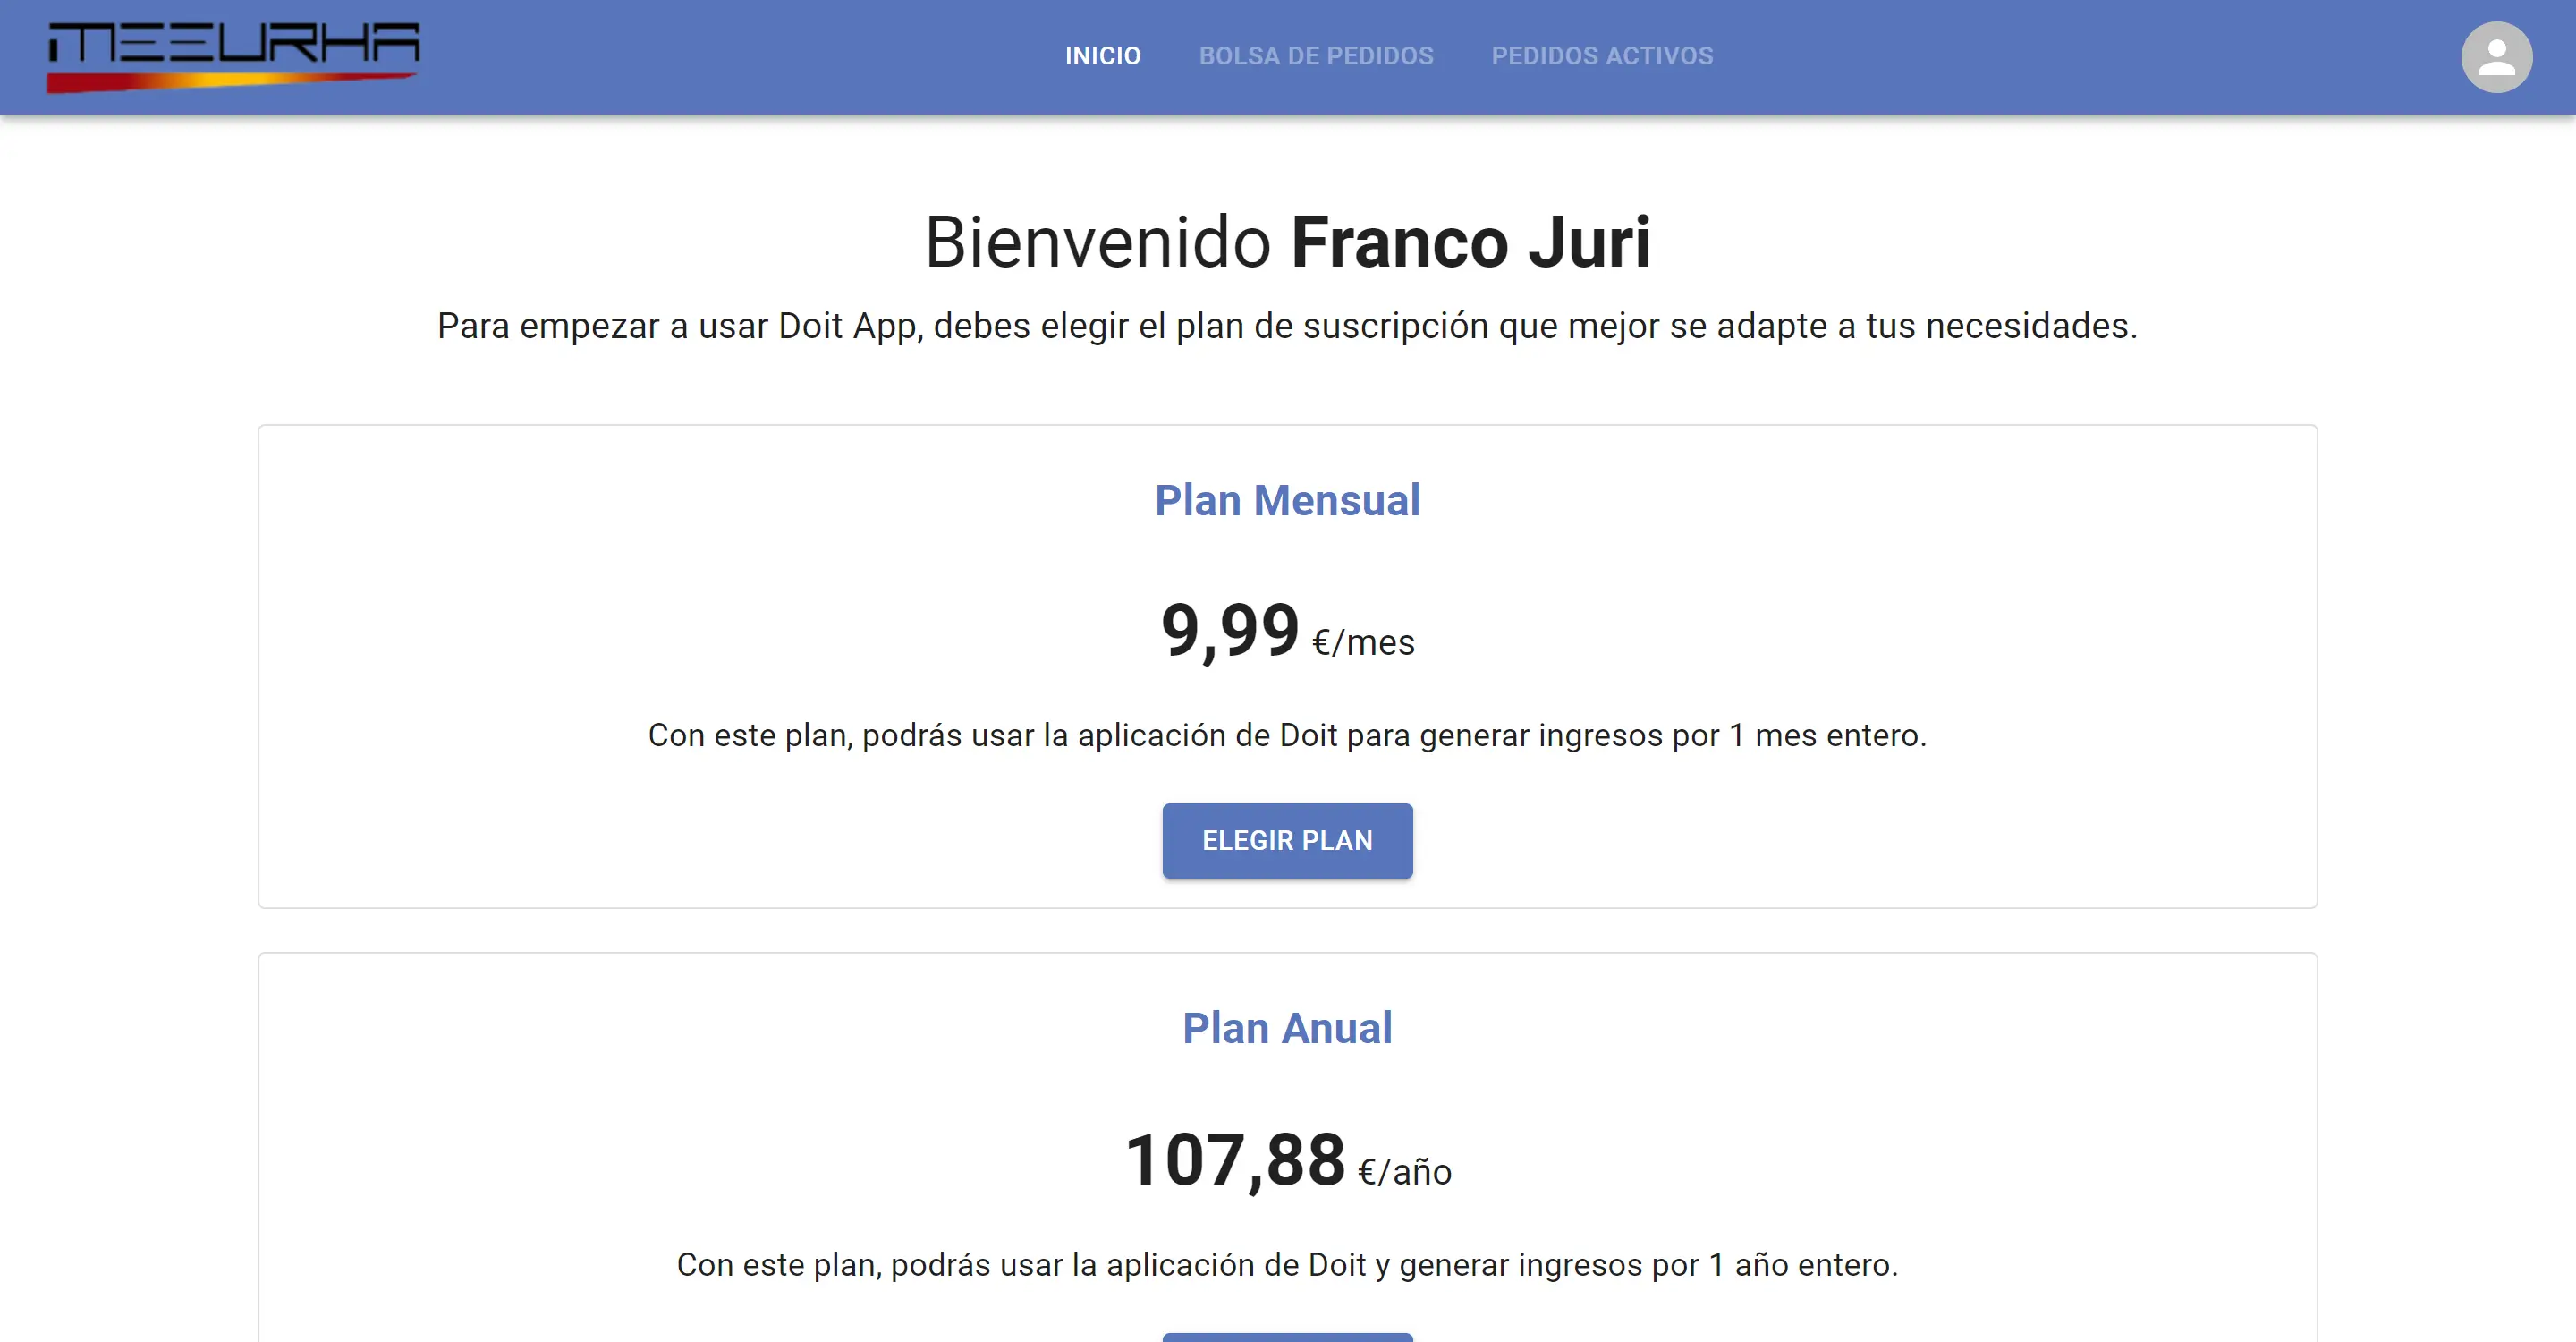 MEEURHA
INICIO
BOLSA DE PEDIDOS
PEDIDOS ACTIVOS
Bienvenido Franco Juri
Para empezar a usar Doit App, debes elegir el plan de suscripción que mejor se adapte a tus necesidades.
Plan Mensual
9,99 €/mes
Con este plan, podrás usar la aplicación de Doit para generar ingresos por 1 mes entero.
ELEGIR PLAN
Plan Anual
107,88 €/año
Con este plan, podrás usar la aplicación de Doit y generar ingresos por 1 año entero.